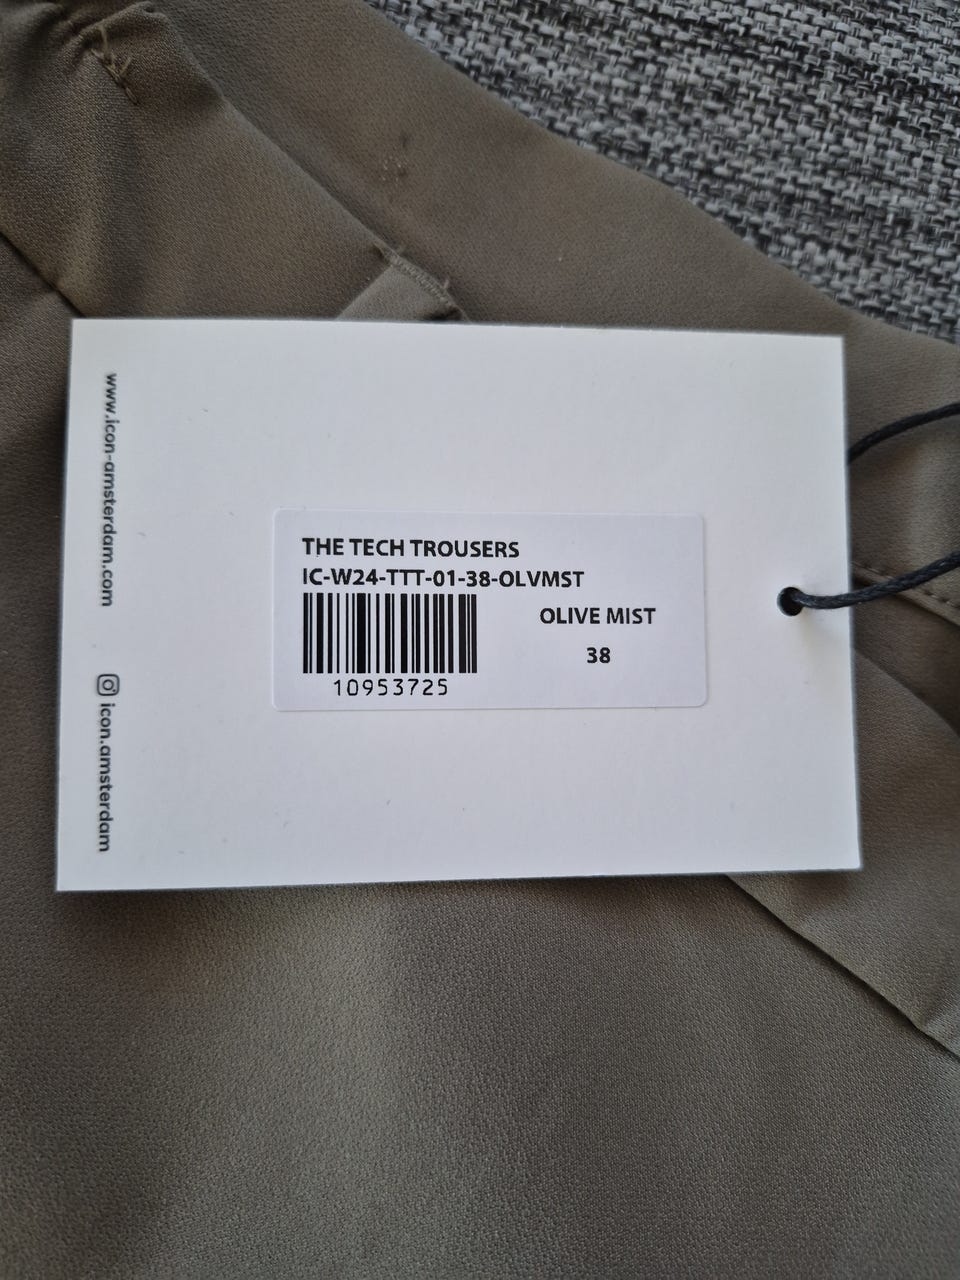 www.icon-amsterdam.com
icon.amsterdam
THE TECH TROUSERS
IC-W24-TTT-01-38-OLVMST
OLIVE MIST
38
10953725